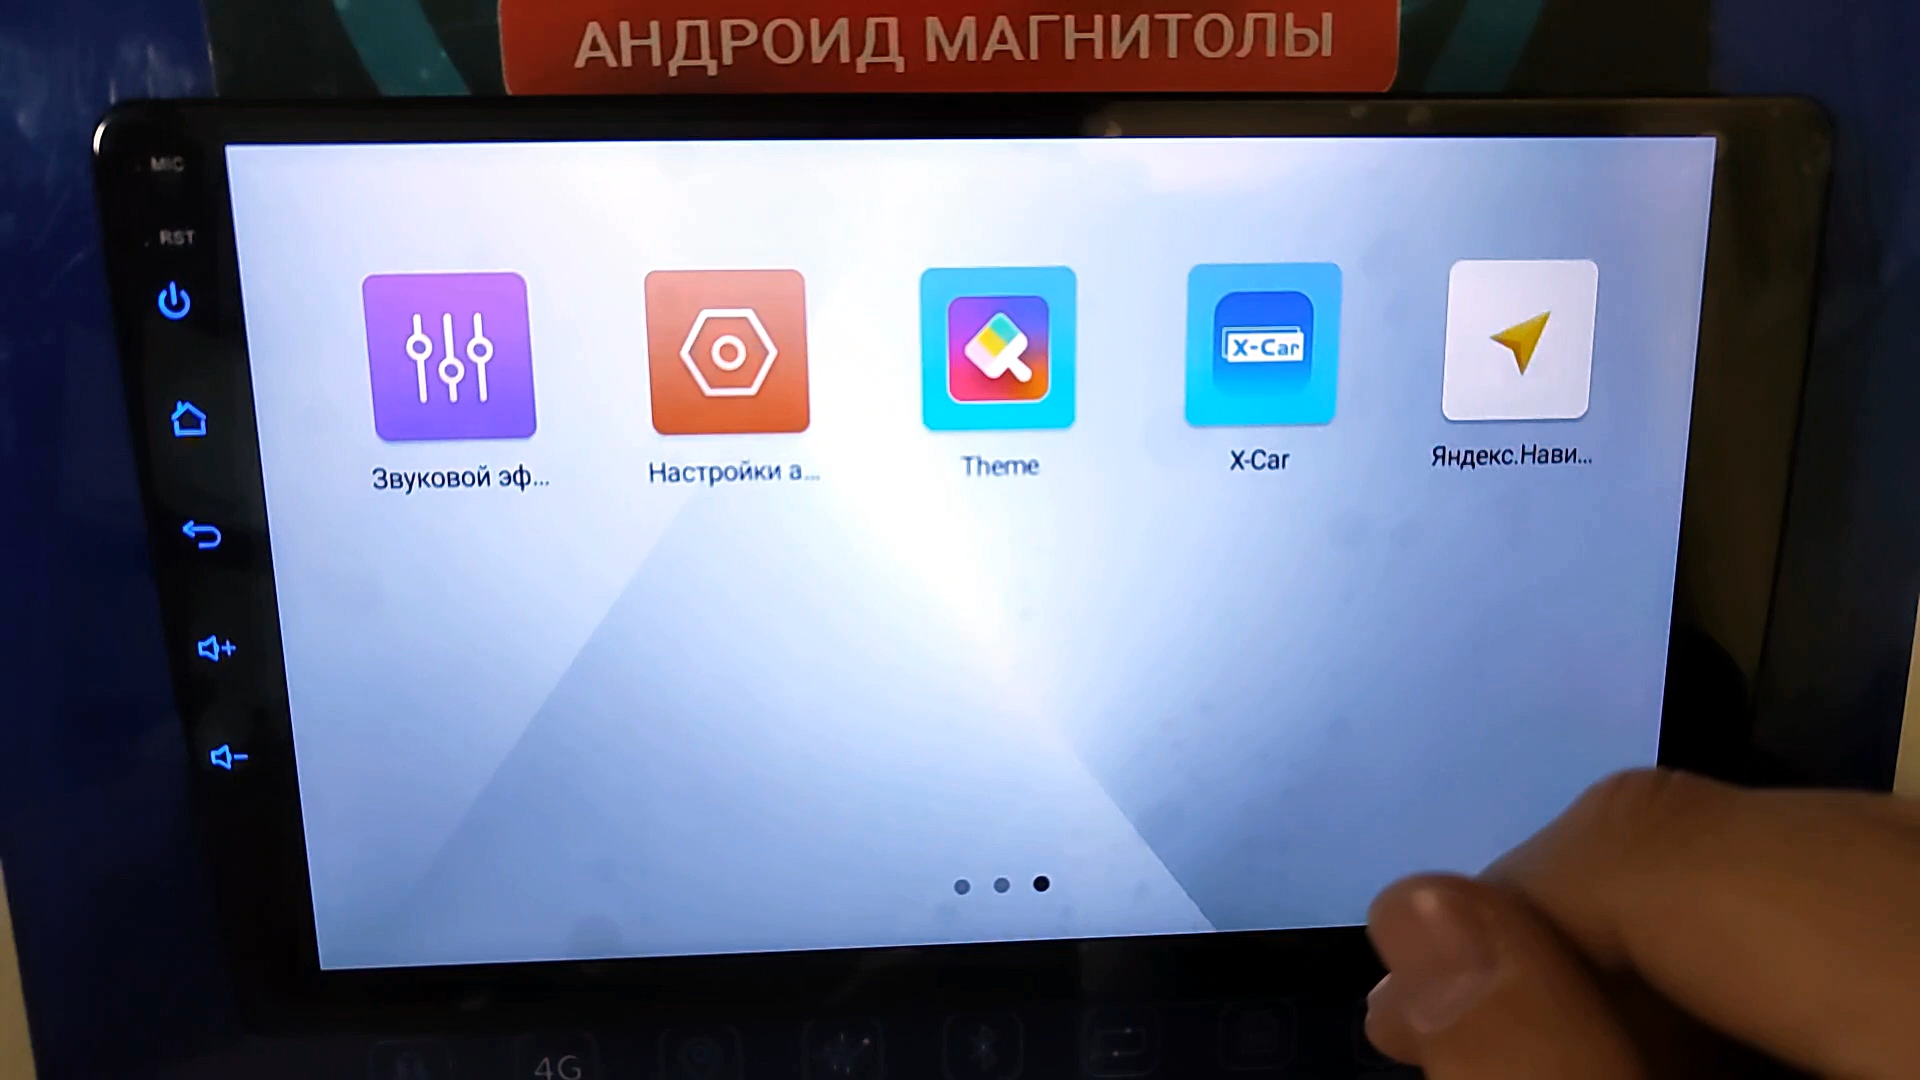 АНДРОИД МАГНИТОЛЫ
MIC
RST
X-Car
Звуковой эф...
Настройки а...
Theme
X-Car
Яндекс.Нави...
4G